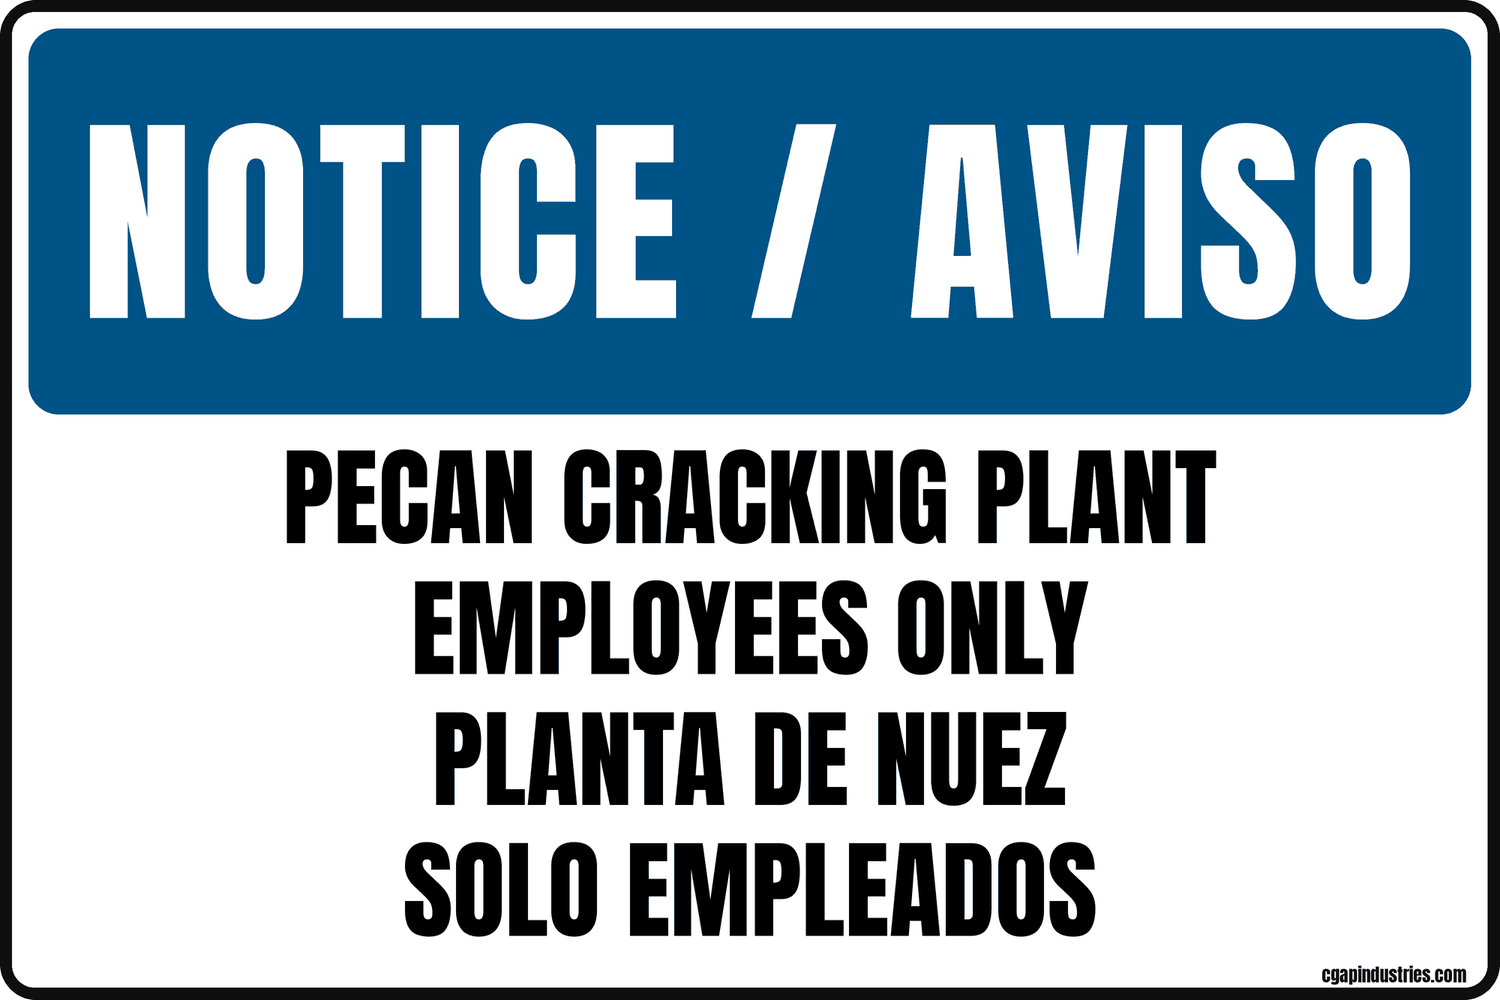 NOTICE / AVISO
PECAN CRACKING PLANT
EMPLOYEES ONLY
PLANTA DE NUEZ
SOLO EMPLEADOS
cgapindustries.com